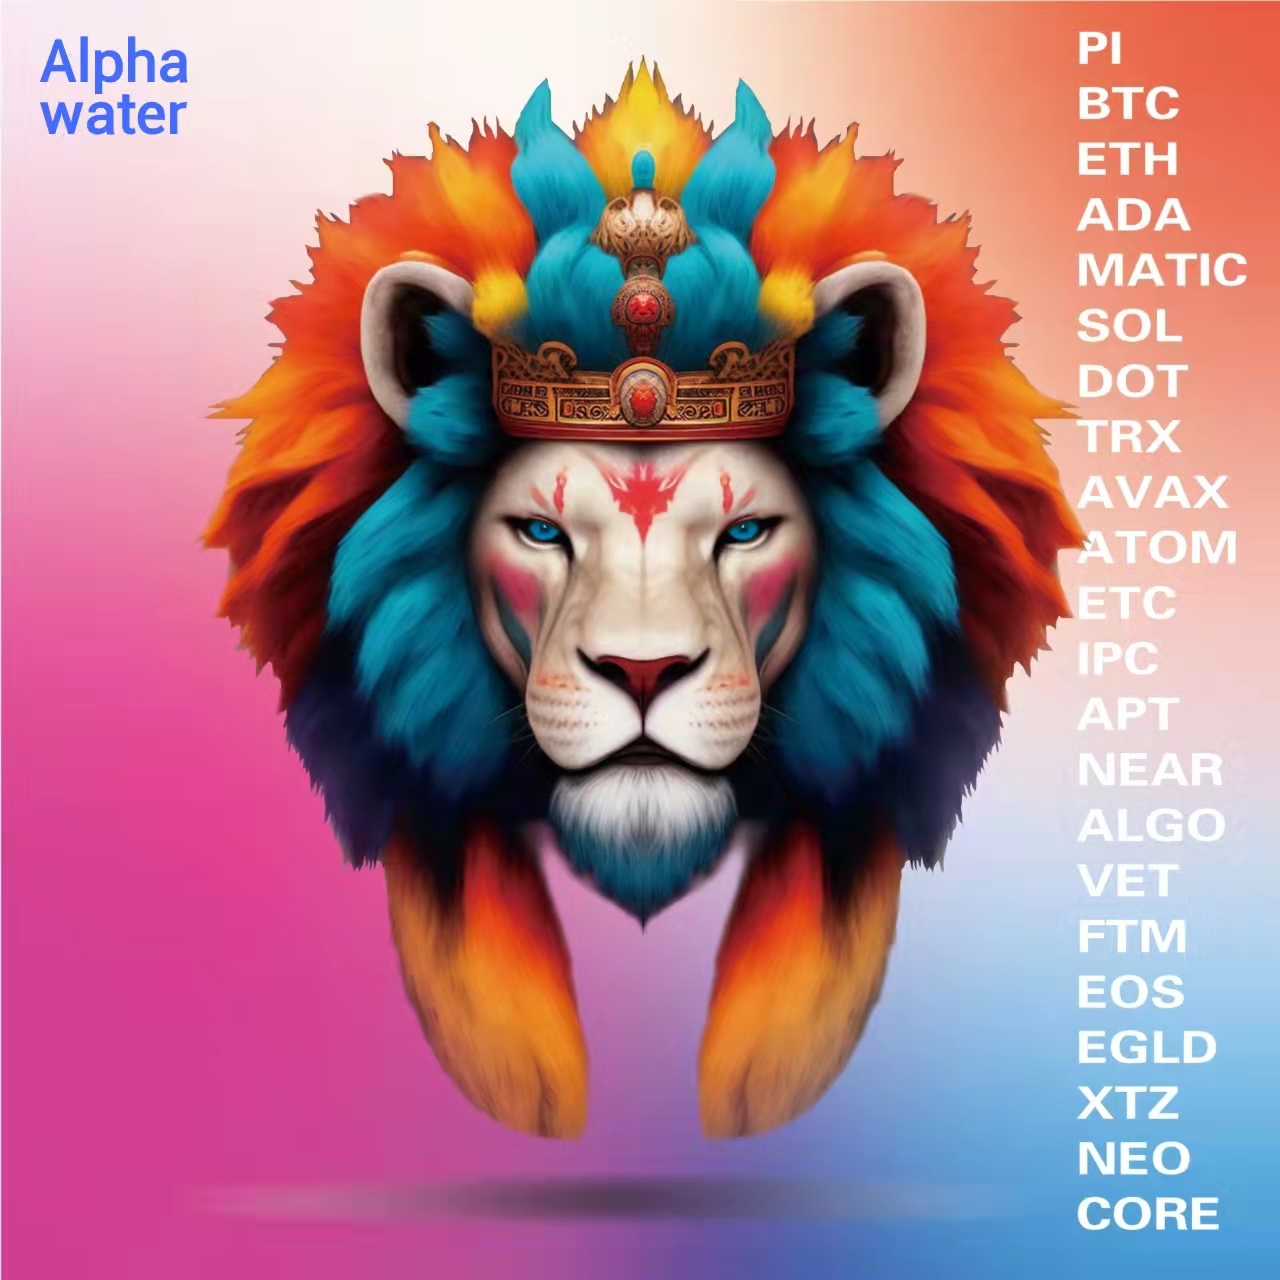 Alpha
water
PI
BTC
ETH
ADA
MATIC
SOL
DOT
TRX
AVAX
ATOM
ETC
IPC
APT
NEAR
ALGO
VET
FTM
EOS
EGLD
XTZ
NEO
CORE